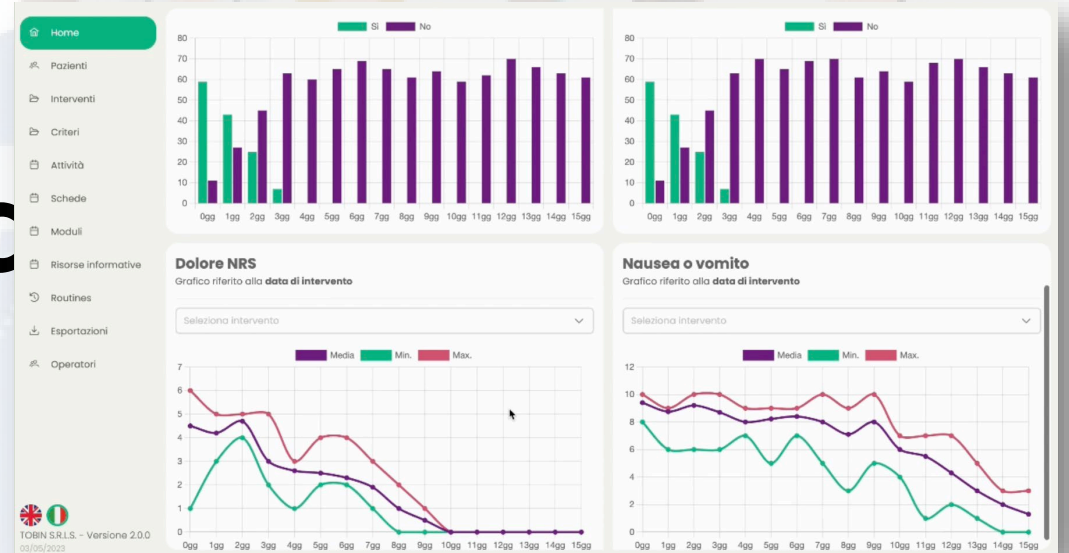 Home
Pazienti
Interventi
Criteri
Attività
Schede
Moduli
Risorse informative
Routines
Esportazioni
Operatori
TOBIN S.R.L.S. - Versione 2.0.0
03/05/2023
Si No
80
70
60
50
40
30
20
10
0
0gg 1gg 2gg 3gg 4gg 5gg 6gg 7gg 8gg 9gg 10gg 11gg 12gg 13gg 14gg 15gg
Si No
80
70
60
50
40
30
20
10
0
0gg 1gg 2gg 3gg 4gg 5gg 6gg 7gg 8gg 9gg 10gg 11gg 12gg 13gg 14gg 15gg
Dolore NRS
Grafico riferito alla data di intervento
Seleziona intervento
Media Min. Max.
7
6
5
4
3
2
1
0
0gg 1gg 2gg 3gg 4gg 5gg 6gg 7gg 8gg 9gg 10gg 11gg 12gg 13gg 14gg 15gg
Nausea o vomito
Grafico riferito alla data di intervento
Seleziona intervento
Media Min. Max.
12
10
8
6
4
2
0
0gg 1gg 2gg 3gg 4gg 5gg 6gg 7gg 8gg 9gg 10gg 11gg 12gg 13gg 14gg 15gg